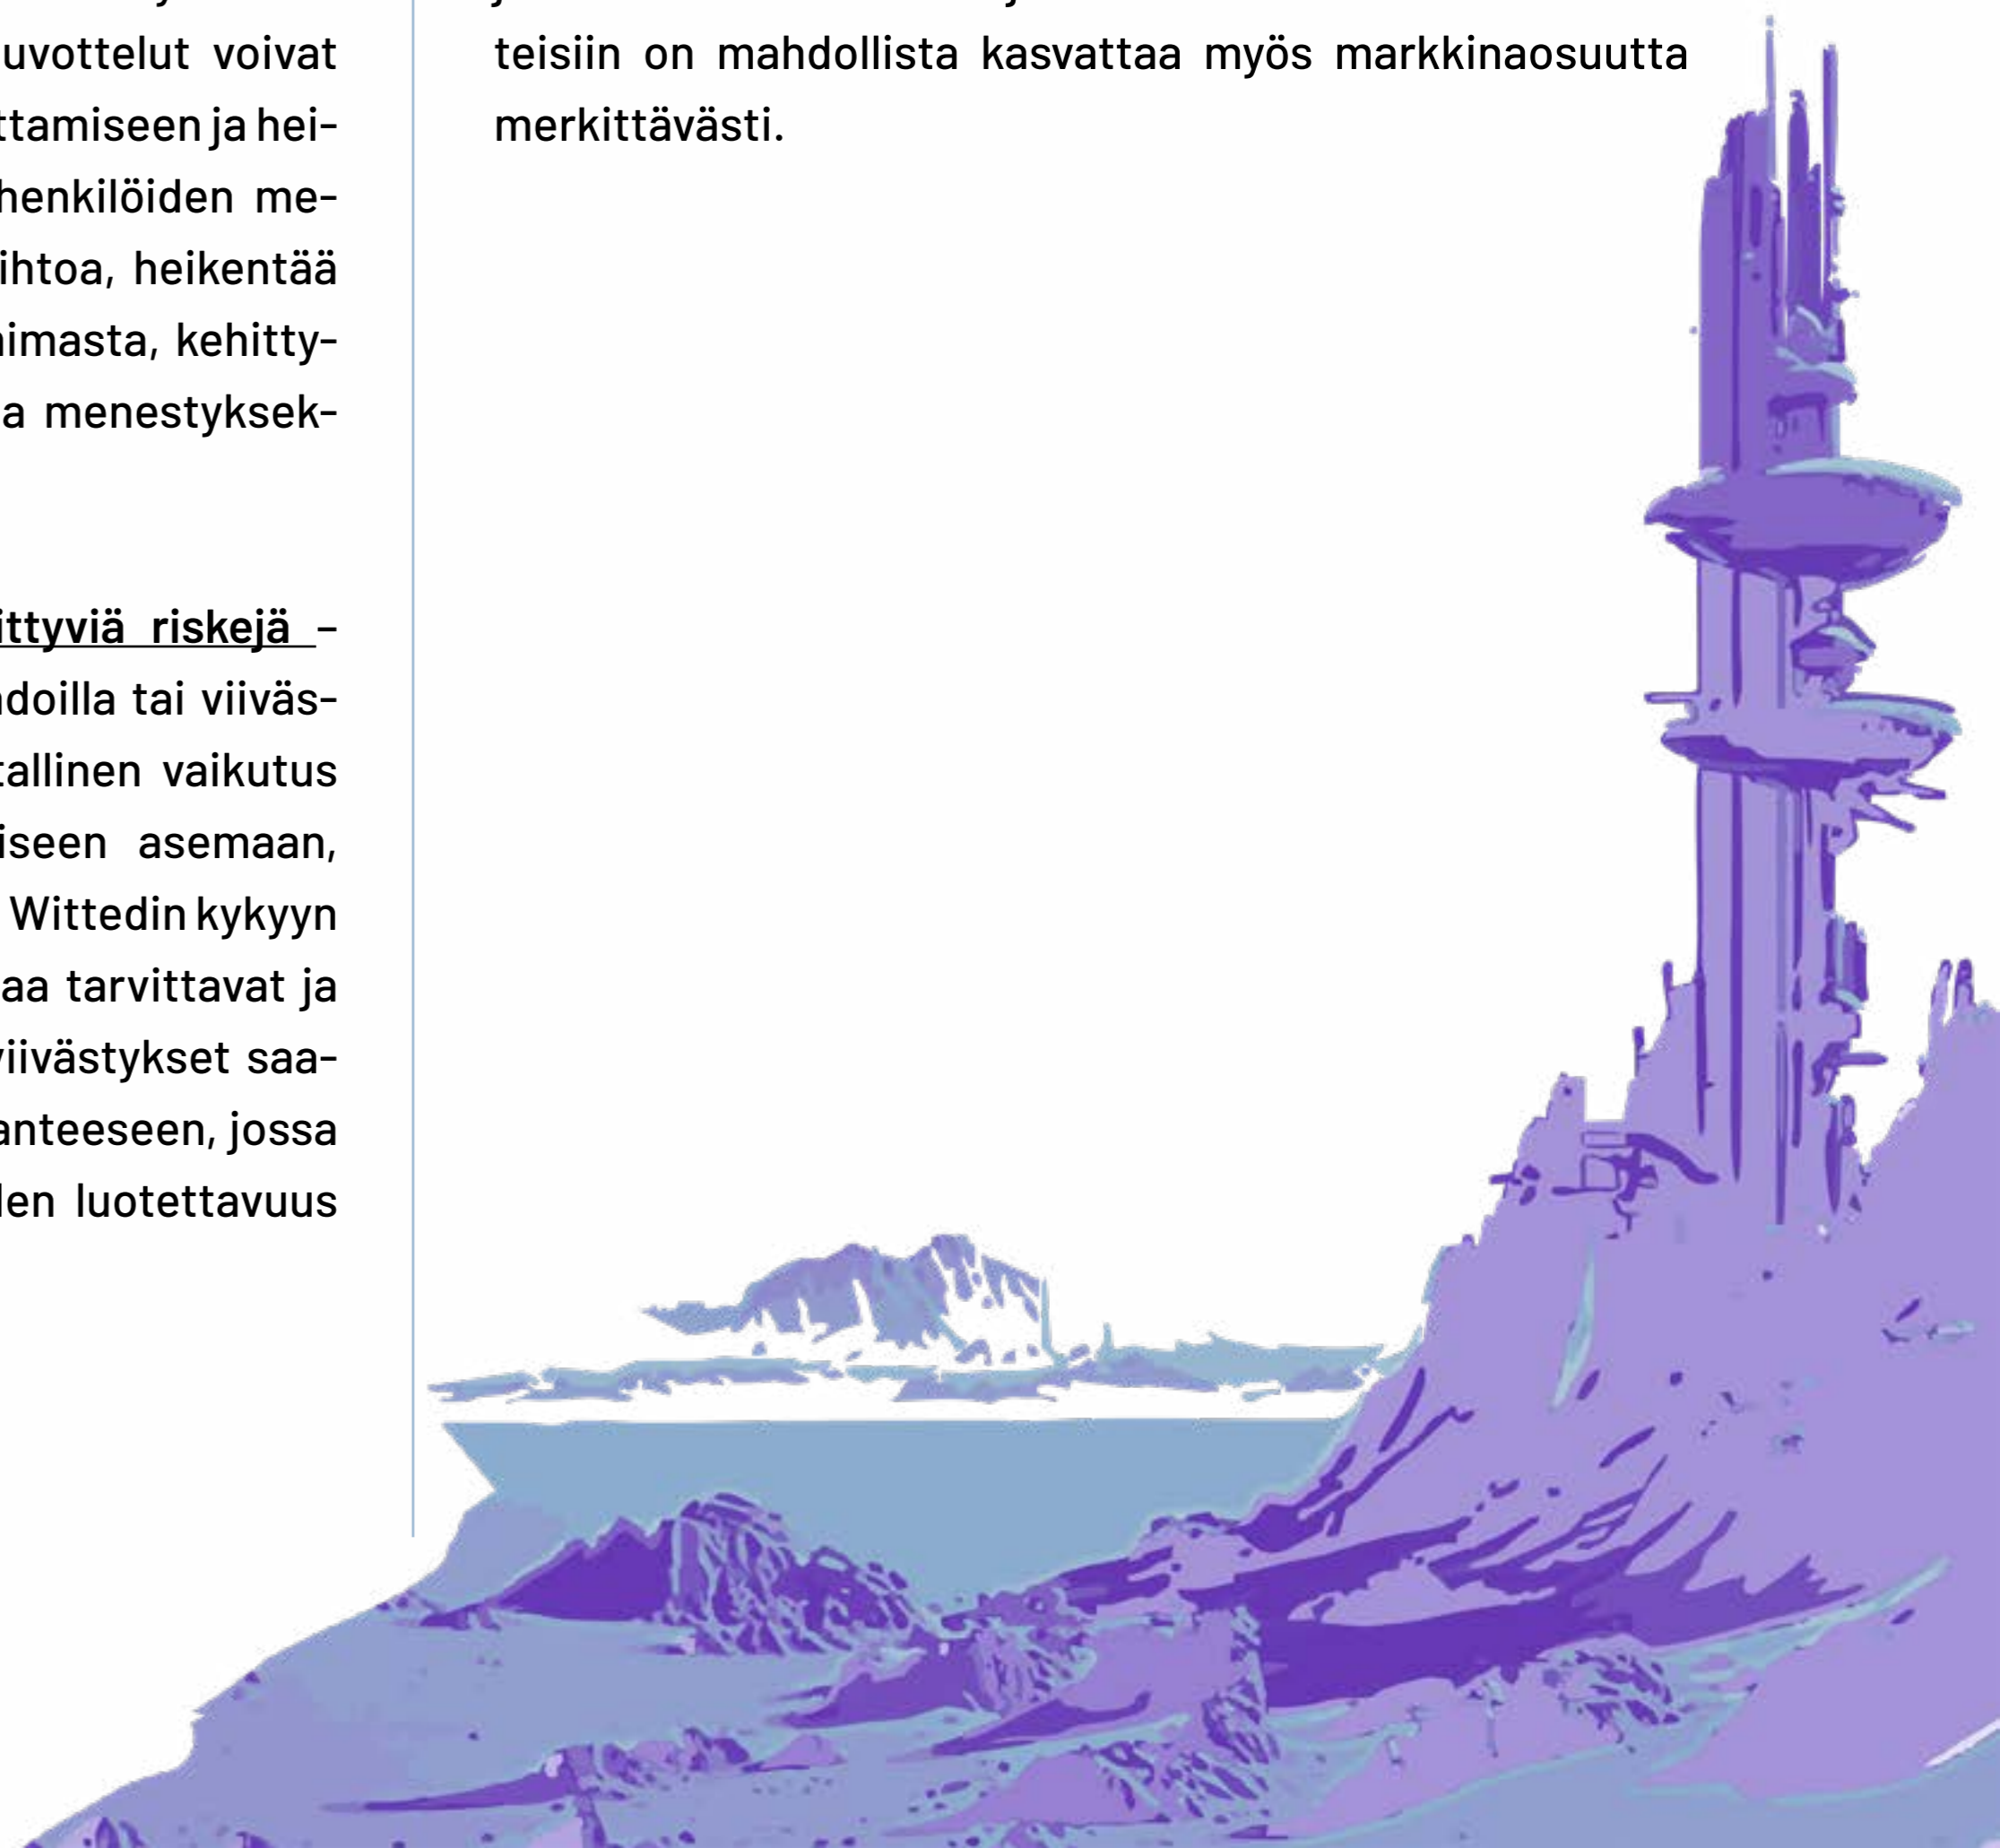 uvottelut voivat
ttamiseen ja hei-
henkilöiden me-
ihtoa, heikentää
imasta, kehitty-
a menestyksek-
ittyviä riskejä –
doilla tai viiväs-
tallinen vaikutus
iseen asemaan,
Wittedin kykyyn
aa tarvittavat ja
viivästykset saa-
anteeseen, jossa
en luotettavuus
teisiin on mahdollista kasvattaa myös markkinaosuutta
merkittävästi.